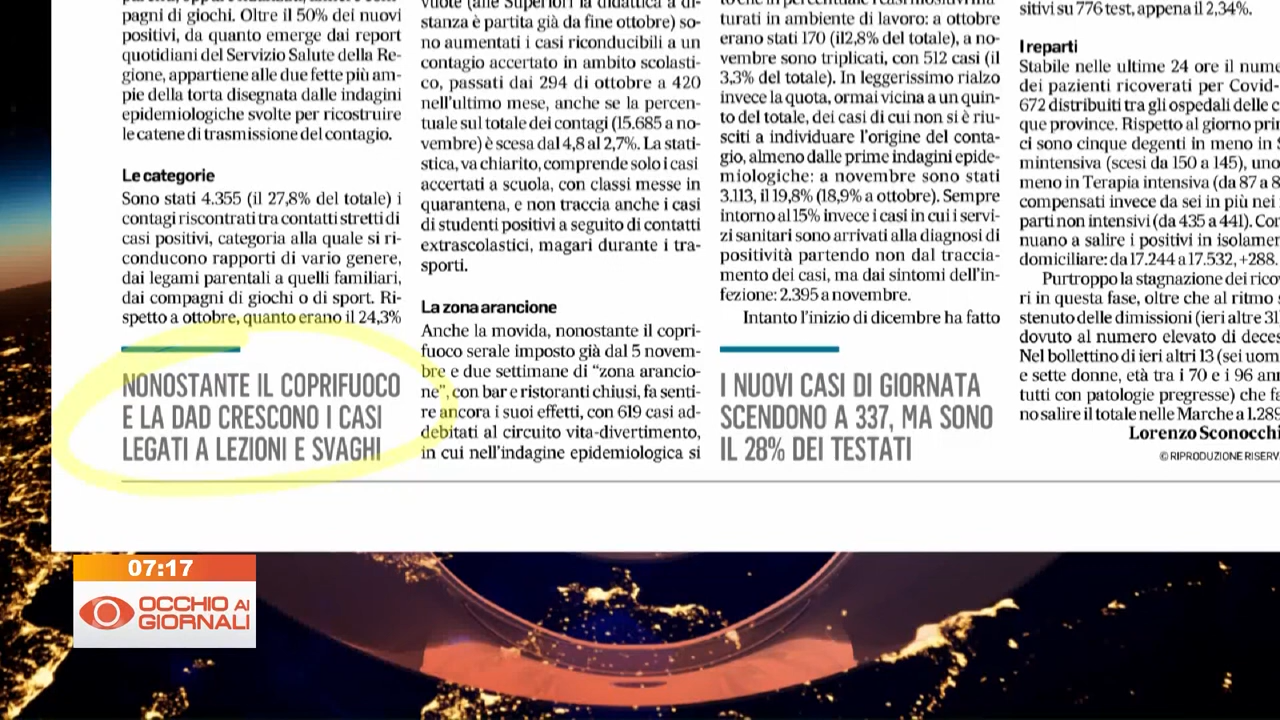 pagni di giochi. Oltre il 50% dei nuovi
positivi, da quanto emerge dai report
quotidiani del Servizio Salute della Re-
gione, appartiene alle due fette più am-
pie della torta disegnata dalle indagini
epidemiologiche svolte per ricostruire
le catene di trasmissione del contagio.
Le categorie
Sono stati 4.355 (il 27,8% del totale) i
contagi riscontrati tra contatti stretti di
casi positivi, categoria alla quale si ri-
conducono rapporti di vario genere,
dai legami parentali a quelli familiari,
dai compagni di giochi o di sport. Ri-
spetto a ottobre, quanto erano il 24,3%
NONOSTANTE IL COPRIFUOCO
E LA DAD CRESCONO I CASI
LEGATI A LEZIONI E SVAGHI
vuote (alle Superiori la didattica a di-
stanza è partita già da fine ottobre) so-
no aumentati i casi riconducibili a un
contagio accertato in ambito scolasti-
co, passati dai 294 di ottobre a 420
nell'ultimo mese, anche se la percen-
tuale sul totale dei contagi (15.685 a no-
vembre) è scesa dal 4,8 al 2,7%. La stati-
stica, va chiarito, comprende solo i casi
accertati a scuola, con classi messe in
quarantena, e non traccia anche i casi
di studenti positivi a seguito di contatti
extrascolastici, magari durante i tra-
sporti.
La zona arancione
Anche la movida, nonostante il copri-
fuoco serale imposto già dal 5 novem-
bre e due settimane di "zona arancio-
ne", con bar e ristoranti chiusi, fa senti-
re ancora i suoi effetti, con 619 casi ad-
debitati al circuito vita-divertimento,
in cui nell'indagine epidemiologica si
turati in ambiente di lavoro: a ottobre
erano stati 170 (il2,8% del totale), a no-
vembre sono triplicati, con 512 casi (il
3,3% del totale). In leggerissimo rialzo
invece la quota, ormai vicina a un quin-
to del totale, dei casi di cui non si è riu-
sciti a individuare l'origine del conta-
gio, almeno dalle prime indagini epide-
miologiche: a novembre sono stati
3.113, il 19,8% (18,9% a ottobre). Sempre
intorno al 15% invece i casi in cui i servi-
zi sanitari sono arrivati alla diagnosi di
positività partendo non dal traccia-
mento dei casi, ma dai sintomi dell'in-
fezione: 2.395 a novembre.
Intanto l'inizio di dicembre ha fatto
I NUOVI CASI DI GIORNATA
SCENDONO A 337, MA SONO
IL 28% DEI TESTATI
sitivi su 776 test, appena il 2,34%.
I reparti
Stabile nelle ultime 24 ore il nume
dei pazienti ricoverati per Covid-
672 distribuiti tra gli ospedali delle c
que province. Rispetto al giorno prin
ci sono cinque degenti in meno in S
mintensiva (scesi da 150 a 145), uno
meno in Terapia intensiva (da 87 a 8
compensati invece da sei in più nei
parti non intensivi (da 435 a 441). Con
nuano a salire i positivi in isolamen
domiciliare: da 17.244 a 17.532, +288.
Purtroppo la stagnazione dei rico
ri in questa fase, oltre che al ritmo s
stenuto delle dimissioni (ieri altre 31
dovuto al numero elevato di deces
Nel bollettino di ieri altri 13 (sei uom
e sette donne, età tra i 70 e i 96 ann
tutti con patologie pregresse) che fa
no salire il totale nelle Marche a 1.289
Lorenzo Sconocchi
© RIPRODUZIONE RISERV
07:17
OCCHIO AI
GIORNALI